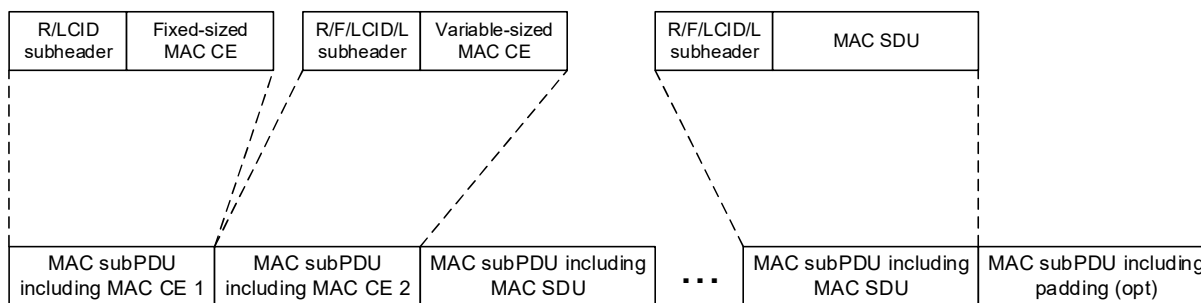 R/LCID
subheader
Fixed-sized
MAC CE
R/F/LCID/L
subheader
Variable-sized
MAC CE
R/F/LCID/L
subheader
MAC SDU
MAC subPDU
including MAC CE 1
MAC subPDU
including MAC CE 2
MAC subPDU including
MAC SDU
...
MAC subPDU including
MAC SDU
MAC subPDU including
padding (opt)